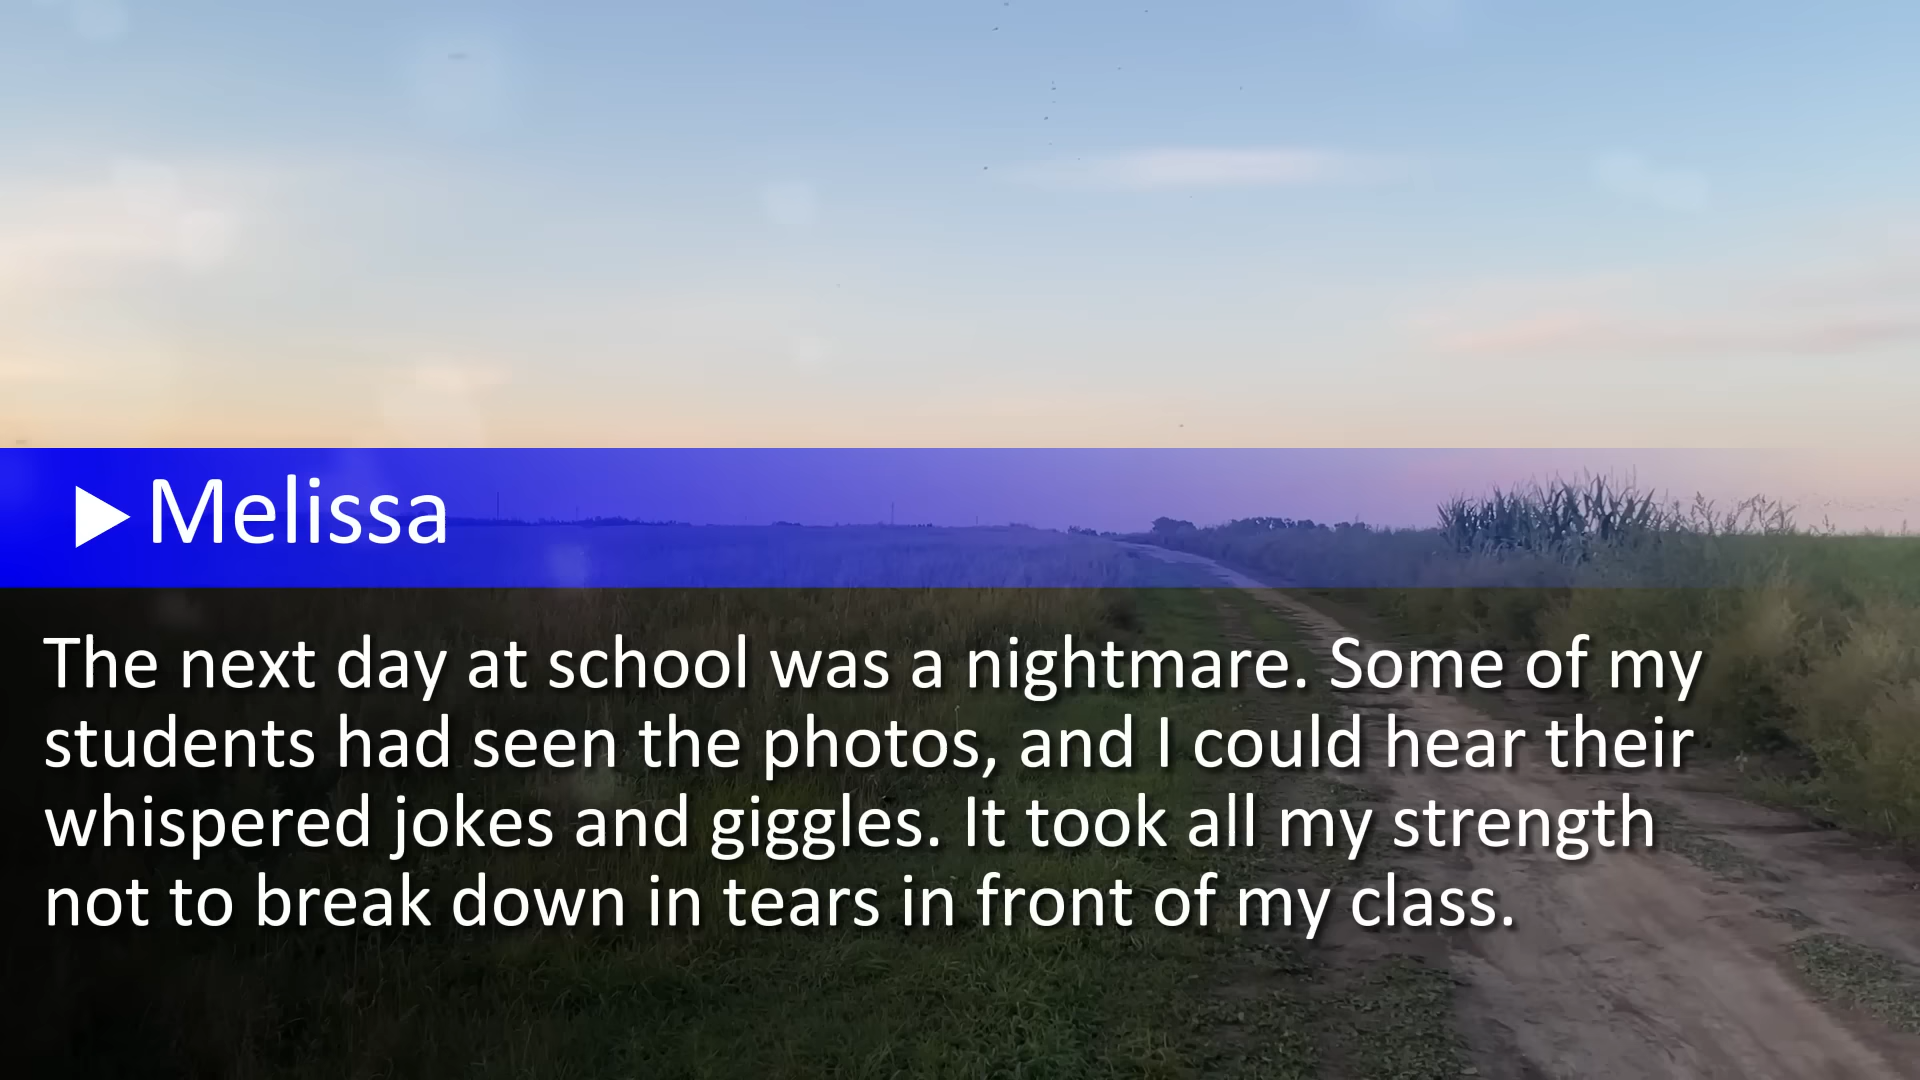 Melissa
The next day at school was a nightmare. Some of my
students had seen the photos, and I could hear their
whispered jokes and giggles. It took all my strength
not to break down in tears in front of my class.